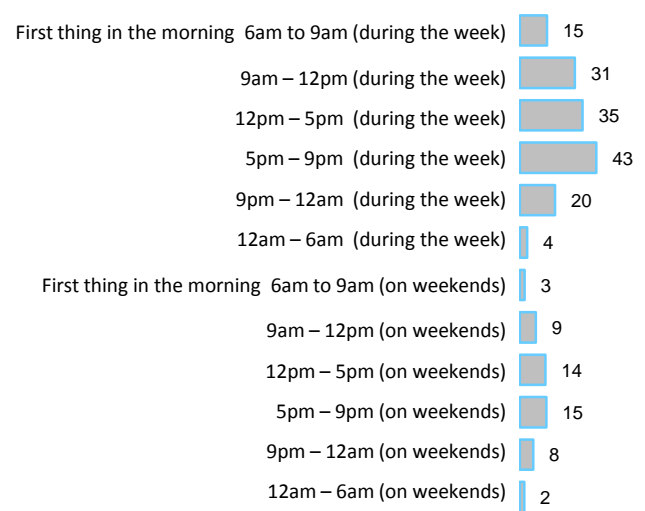 First thing in the morning  6am to 9am (during the week) 15
9am – 12pm (during the week) 31
12pm – 5pm  (during the week) 35
5pm – 9pm (during the week) 43
9pm – 12am  (during the week) 20
12am – 6am  (during the week) 4
First thing in the morning  6am to 9am (on weekends) 3
9am – 12pm (on weekends) 9
12pm – 5pm (on weekends) 14
5pm – 9pm (on weekends) 15
9pm – 12am (on weekends) 8
12am – 6am (on weekends) 2